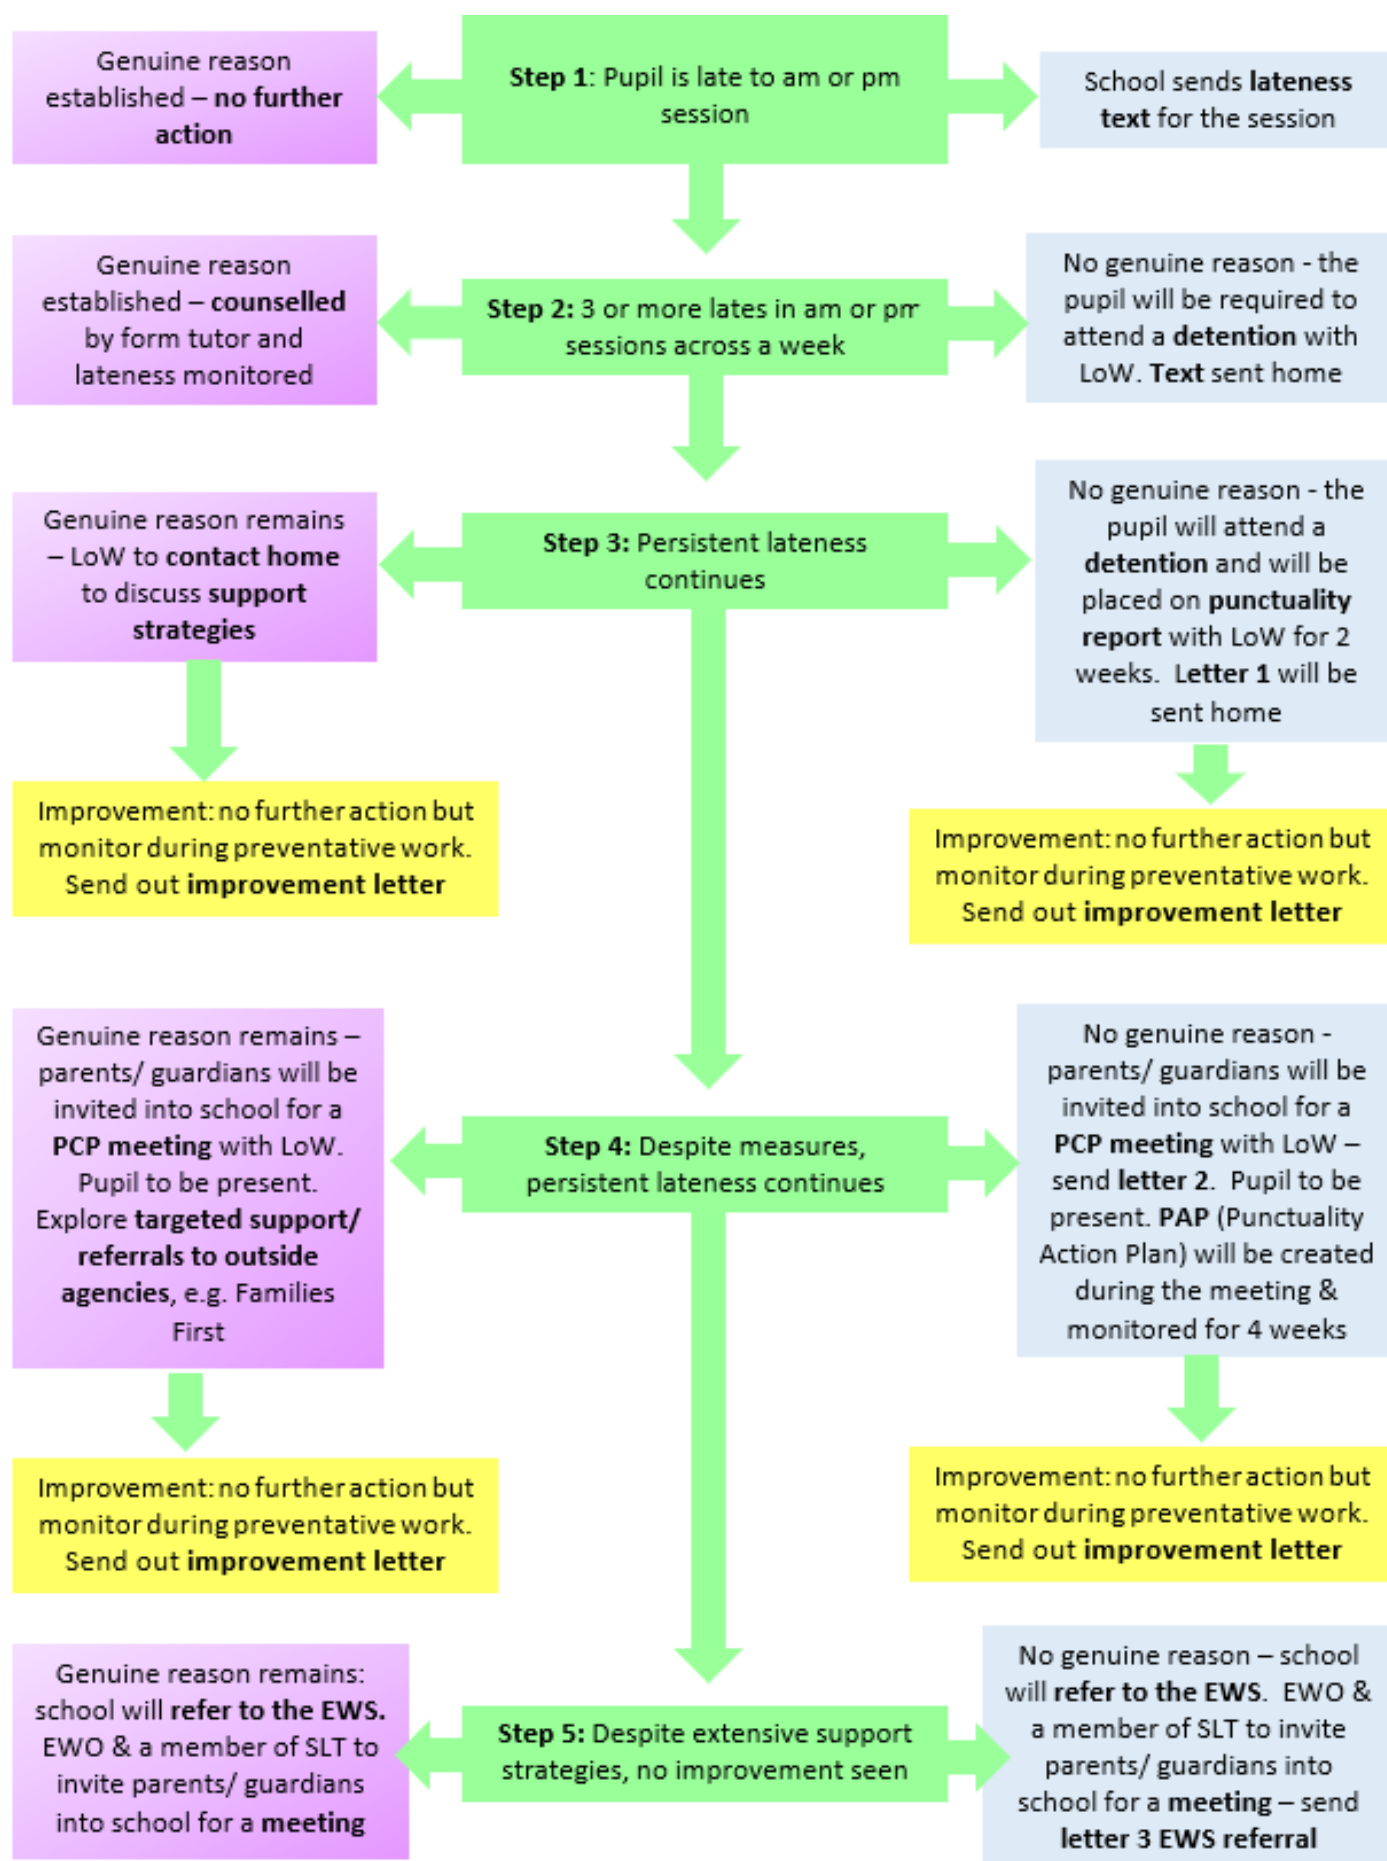 Genuine reason
established – no further
action
Step 1: Pupil is late to am or pm
session
School sends lateness
text for the session
Genuine reason
established – counselled
by form tutor and
lateness monitored
Step 2: 3 or more lates in am or pm
sessions across a week
No genuine reason - the
pupil will be required to
attend a detention with
LoW. Text sent home
Genuine reason remains
– LoW to contact home
to discuss support
strategies
Step 3: Persistent lateness
continues
No genuine reason - the
pupil will attend a
detention and will be
placed on punctuality
report with LoW for 2
weeks.  Letter 1 will be
sent home
Improvement: no further action but
monitor during preventative work.
Send out improvement letter
Improvement: no further action but
monitor during preventative work.
Send out improvement letter
Genuine reason remains –
parents/ guardians will be
invited into school for a
PCP meeting with LoW.
Pupil to be present.
Explore targeted support/
referrals to outside
agencies, e.g. Families
First
Step 4: Despite measures,
persistent lateness continues
No genuine reason -
parents/ guardians will be
invited into school for a
PCP meeting with LoW –
send letter 2.  Pupil to be
present. PAP (Punctuality
Action Plan) will be created
during the meeting &
monitored for 4 weeks
Improvement: no further action but
monitor during preventative work.
Send out improvement letter
Improvement: no further action but
monitor during preventative work.
Send out improvement letter
Genuine reason remains:
school will refer to the EWS.
EWO & a member of SLT to
invite parents/ guardians
into school for a meeting
Step 5: Despite extensive support
strategies, no improvement seen
No genuine reason – school
will refer to the EWS.  EWO &
a member of SLT to invite
parents/ guardians into
school for a meeting – send
letter 3 EWS referral